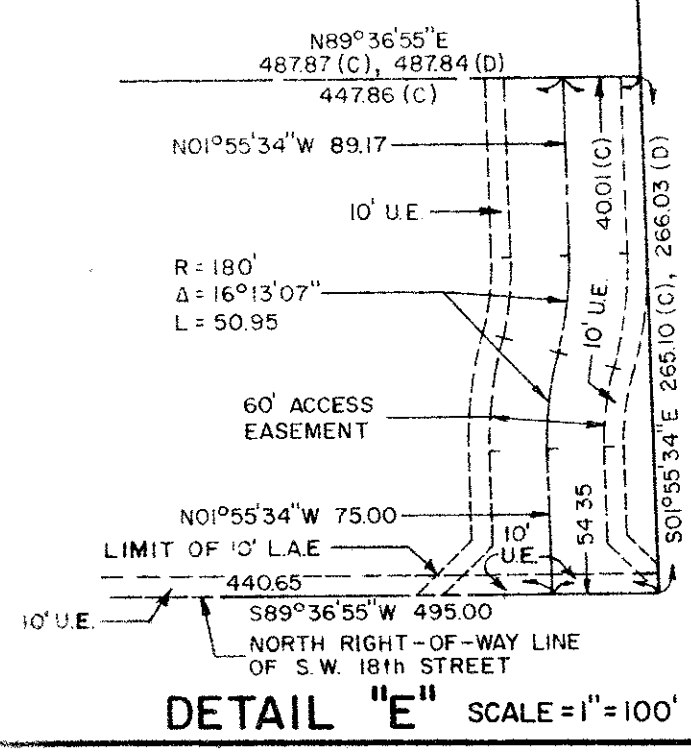 N89°36'55"E
487.87 (C), 487.84 (D)
447.86 (C)
N01°55'34"W 89.17
40.01 (C)
10' U.E.
S01°55'34"E 265.10 (C), 266.03 (D)
R = 180'
Δ = 16°13'07"
L = 50.95
10' U.E.
60' ACCESS
EASEMENT
N01°55'34"W 75.00
54.35
10'
U.E.
LIMIT OF 10' L.A.E
440.65
10' U.E.
S89°36'55"W 495.00
NORTH RIGHT-OF-WAY LINE
OF S.W. 18th STREET
DETAIL "E" SCALE = 1" = 100'